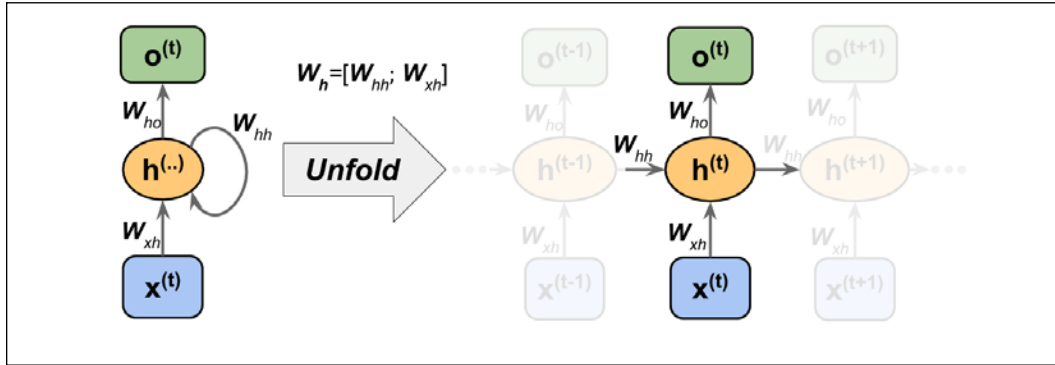 o(t)
W_ho
W_hh
h(..)
W_xh
x(t)
W_h=[W_hh; W_xh]
Unfold
o(t-1)
o(t)
o(t+1)
W_ho
W_ho
W_ho
W_hh
W_hh
h(t-1)
h(t)
h(t+1)
W_xh
W_xh
W_xh
x(t-1)
x(t)
x(t+1)